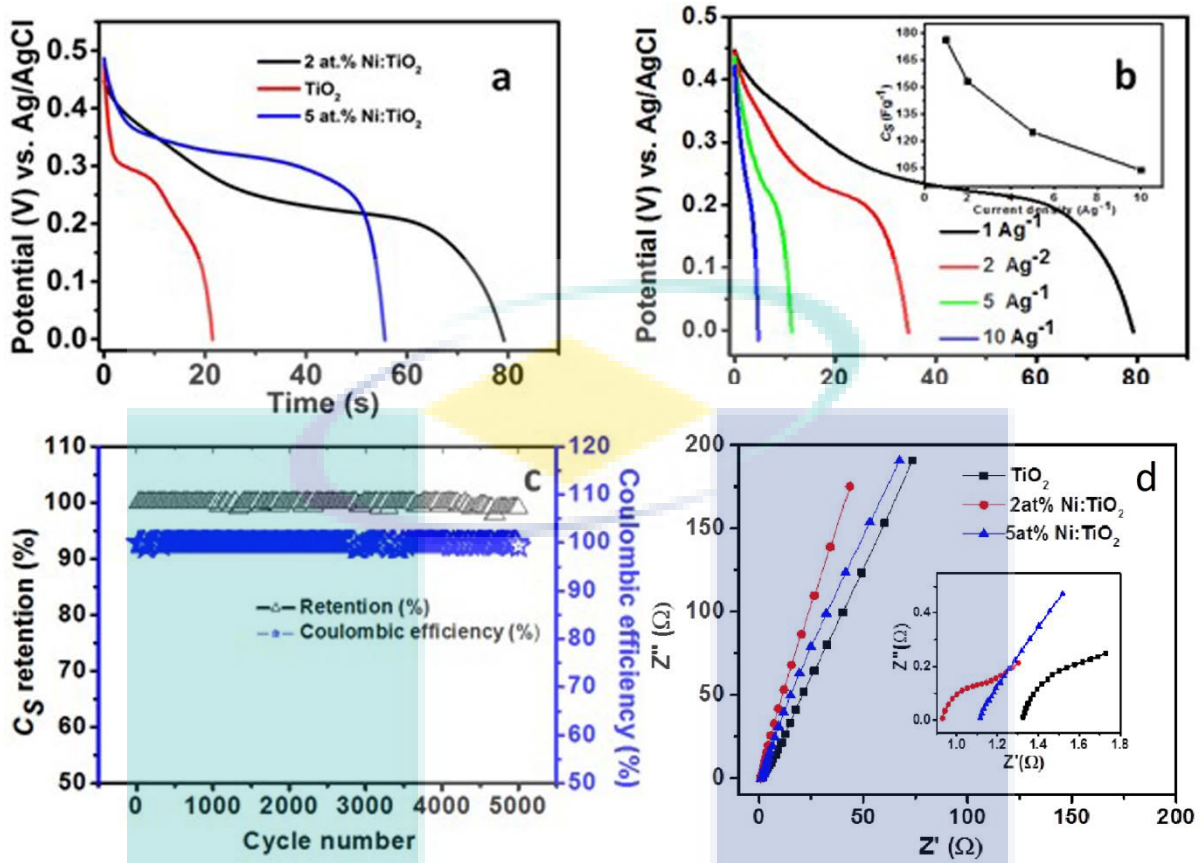 a
Potential (V) vs. Ag/AgCl
0.5
0.4
0.3
0.2
0.1
0.0
2 at.% Ni:TiO₂
TiO₂
5 at.% Ni:TiO₂
0 20 40 60 80
Time (s)
b
Potential (V) vs. Ag/AgCl
0.5
0.4
0.3
0.2
0.1
0.0
180
165
150
135
120
105
C_S (Fg⁻¹)
2 4 6 8 10
Current density (Ag⁻¹)
1 Ag⁻¹
2 Ag⁻²
5 Ag⁻¹
10 Ag⁻¹
0 20 40 60 80
c
C_S retention (%)
110
100
90
80
70
60
50
Retention (%)
Coulombic efficiency (%)
120
110
100
90
80
70
60
50
Coulombic efficiency (%)
0 1000 2000 3000 4000 5000
Cycle number
d
Z'' (Ω)
200
150
100
50
0
TiO₂
2at% Ni:TiO₂
5at% Ni:TiO₂
Z''(Ω)
0.4
0.2
0.0
1.0 1.2 1.4 1.6 1.8
Z'(Ω)
0 50 100 150 200
Z' (Ω)